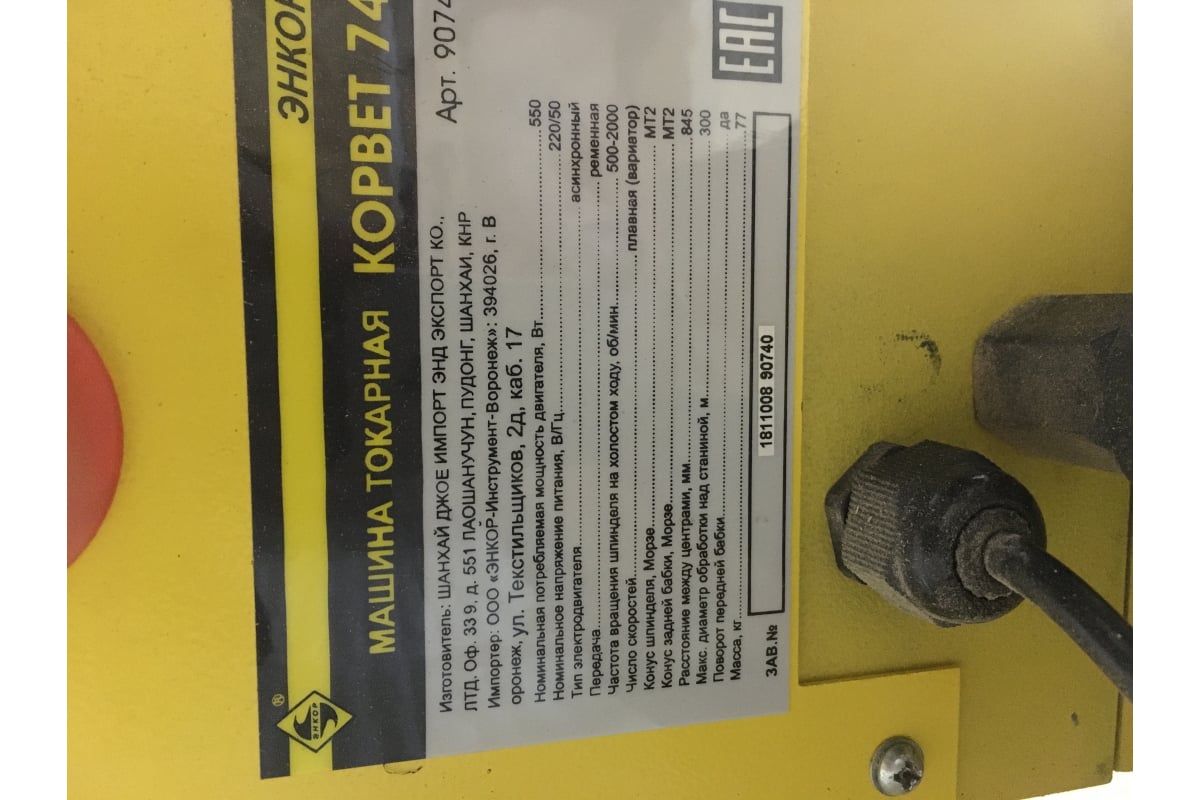 ЭНКОР
®
ЭНКОР
МАШИНА ТОКАРНАЯ КОРВЕТ 74
Арт. 9074
Изготовитель: ШАНХАЙ ДЖОЕ ИМПОРТ ЭНД ЭКСПОРТ КО.,
ЛТД. Оф. 33 9, д. 551 ЛАОШАНУЧУН, ПУДОНГ, ШАНХАИ, КНР
Импортер: ООО «ЭНКОР-Инструмент-Воронеж»: 394026, г. В
оронеж, ул. Текстильщиков, 2д, каб. 17
Номинальная потребляемая мощность двигателя, Вт 550
Номинальное напряжение питания, В/Гц 220/50
Тип электродвигателя асинхронный
Передача ременная
Частота вращения шпинделя на холостом ходу, об/мин 500-2000
Число скоростей плавная (вариатор)
Конус шпинделя, Морзе МТ2
Конус задней бабки, Морзе МТ2
Расстояние между центрами, мм 845
Макс. диаметр обработки над станиной, м 300
Поворот передней бабки да
Масса, кг 77
ЗАВ.№ 1811008 90740
ЕАС